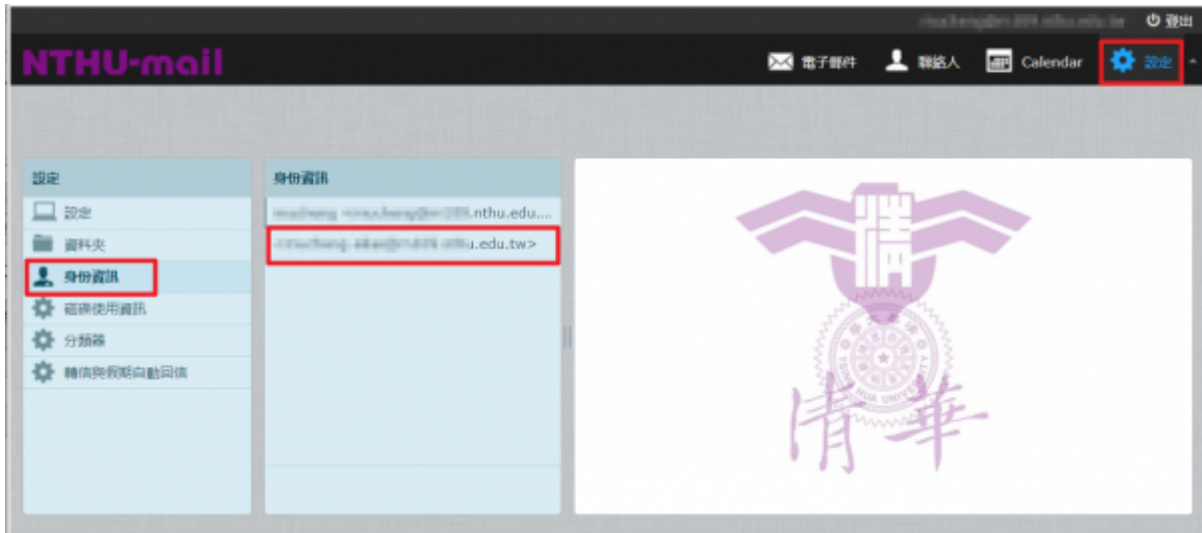 登出
NTHU-mail
電子郵件 聯絡人 Calendar 設定
設定
設定
資料夾
身份資訊
磁碟使用資訊
分類器
轉信與假期自動回信
身份資訊
.nthu.edu....
u.edu.tw>
清華